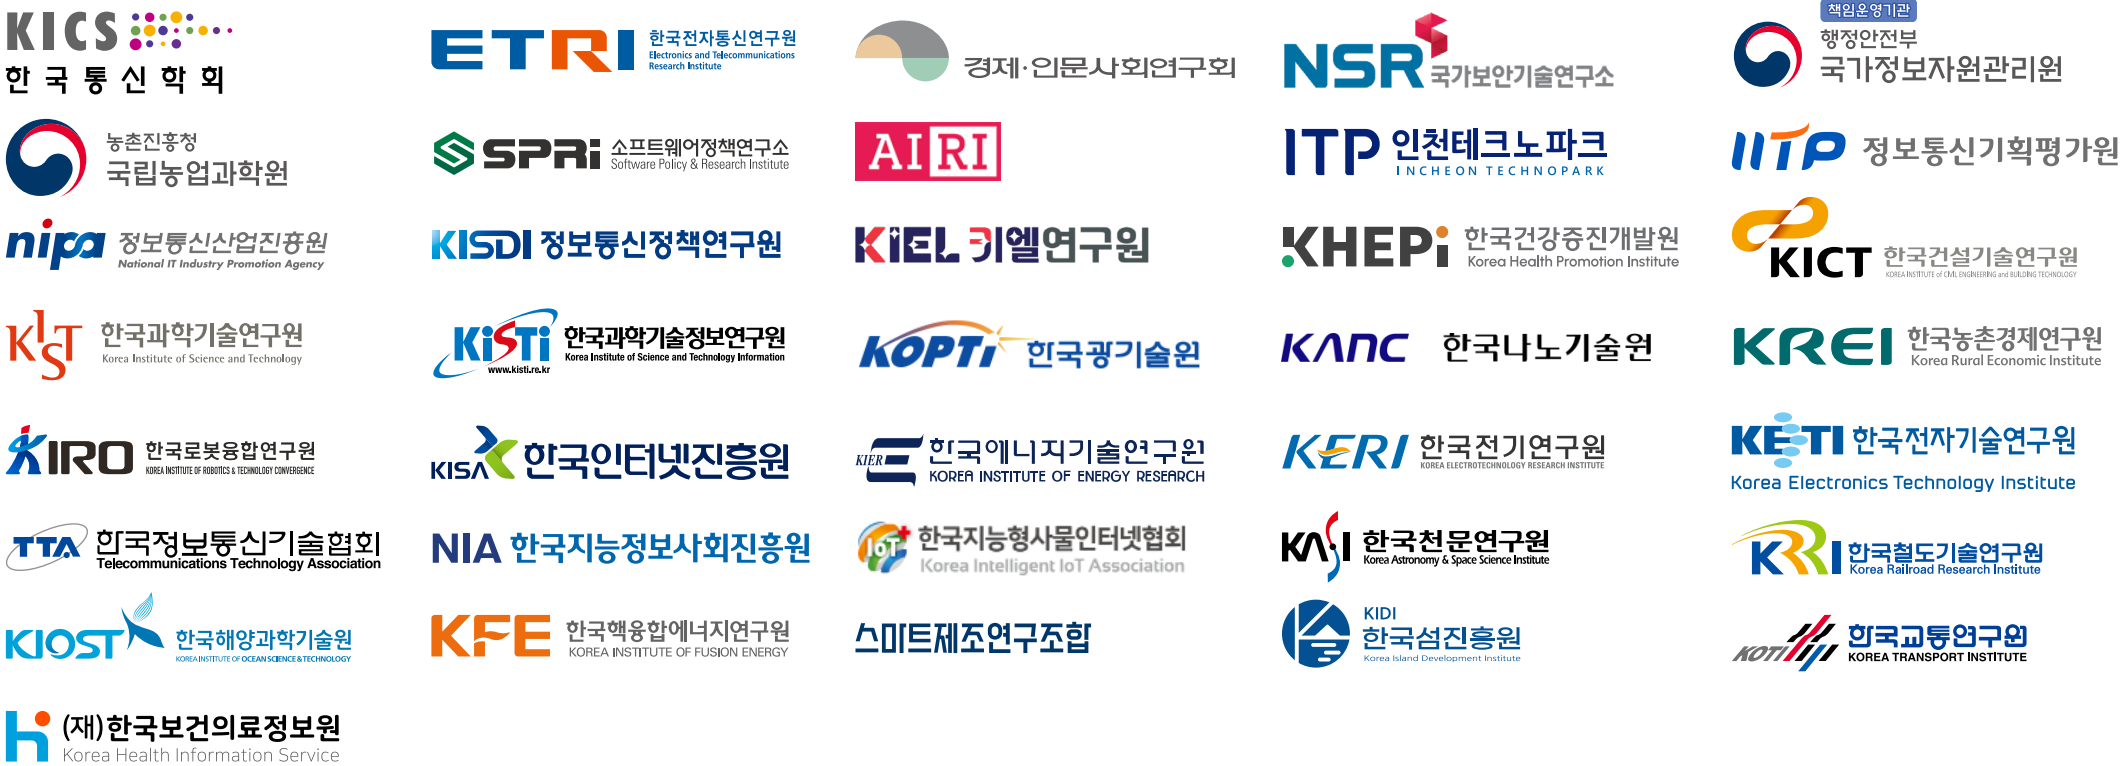 KICS
한국통신학회
ETRI 한국전자통신연구원
Electronics and Telecommunications
Research Institute
경제·인문사회연구회
NSR 국가보안기술연구소
책임운영기관
행정안전부
국가정보자원관리원
농촌진흥청
국립농업과학원
SPRi 소프트웨어정책연구소
Software Policy & Research Institute
AIRI
ITP 인천테크노파크
INCHEON TECHNOPARK
IITP 정보통신기획평가원
nipa 정보통신산업진흥원
National IT Industry Promotion Agency
KISDI 정보통신정책연구원
KiEL 키엘연구원
KHEPi 한국건강증진개발원
Korea Health Promotion Institute
KICT 한국건설기술연구원
KOREA INSTITUTE of CIVIL ENGINEERING and BUILDING TECHNOLOGY
KIST 한국과학기술연구원
Korea Institute of Science and Technology
KiSTi 한국과학기술정보연구원
Korea Institute of Science and Technology Information
www.kisti.re.kr
KOPTi 한국광기술원
KANC 한국나노기술원
KREI 한국농촌경제연구원
Korea Rural Economic Institute
KIRO 한국로봇융합연구원
KOREA INSTITUTE OF ROBOTICS & TECHNOLOGY CONVERGENCE
KISA 한국인터넷진흥원
KIER 한국에너지기술연구원
KOREA INSTITUTE OF ENERGY RESEARCH
KERI 한국전기연구원
KOREA ELECTROTECHNOLOGY RESEARCH INSTITUTE
KETI 한국전자기술연구원
Korea Electronics Technology Institute
TTA 한국정보통신기술협회
Telecommunications Technology Association
NIA 한국지능정보사회진흥원
IoT 한국지능형사물인터넷협회
Korea Intelligent IoT Association
KASI 한국천문연구원
Korea Astronomy & Space Science Institute
KRRI 한국철도기술연구원
Korea Railroad Research Institute
KIOST 한국해양과학기술원
KOREA INSTITUTE OF OCEAN SCIENCE & TECHNOLOGY
KFE 한국핵융합에너지연구원
KOREA INSTITUTE OF FUSION ENERGY
스마트제조연구조합
KIDI
한국섬진흥원
Korea Island Development Institute
KOTI 한국교통연구원
KOREA TRANSPORT INSTITUTE
(재)한국보건의료정보원
Korea Health Information Service